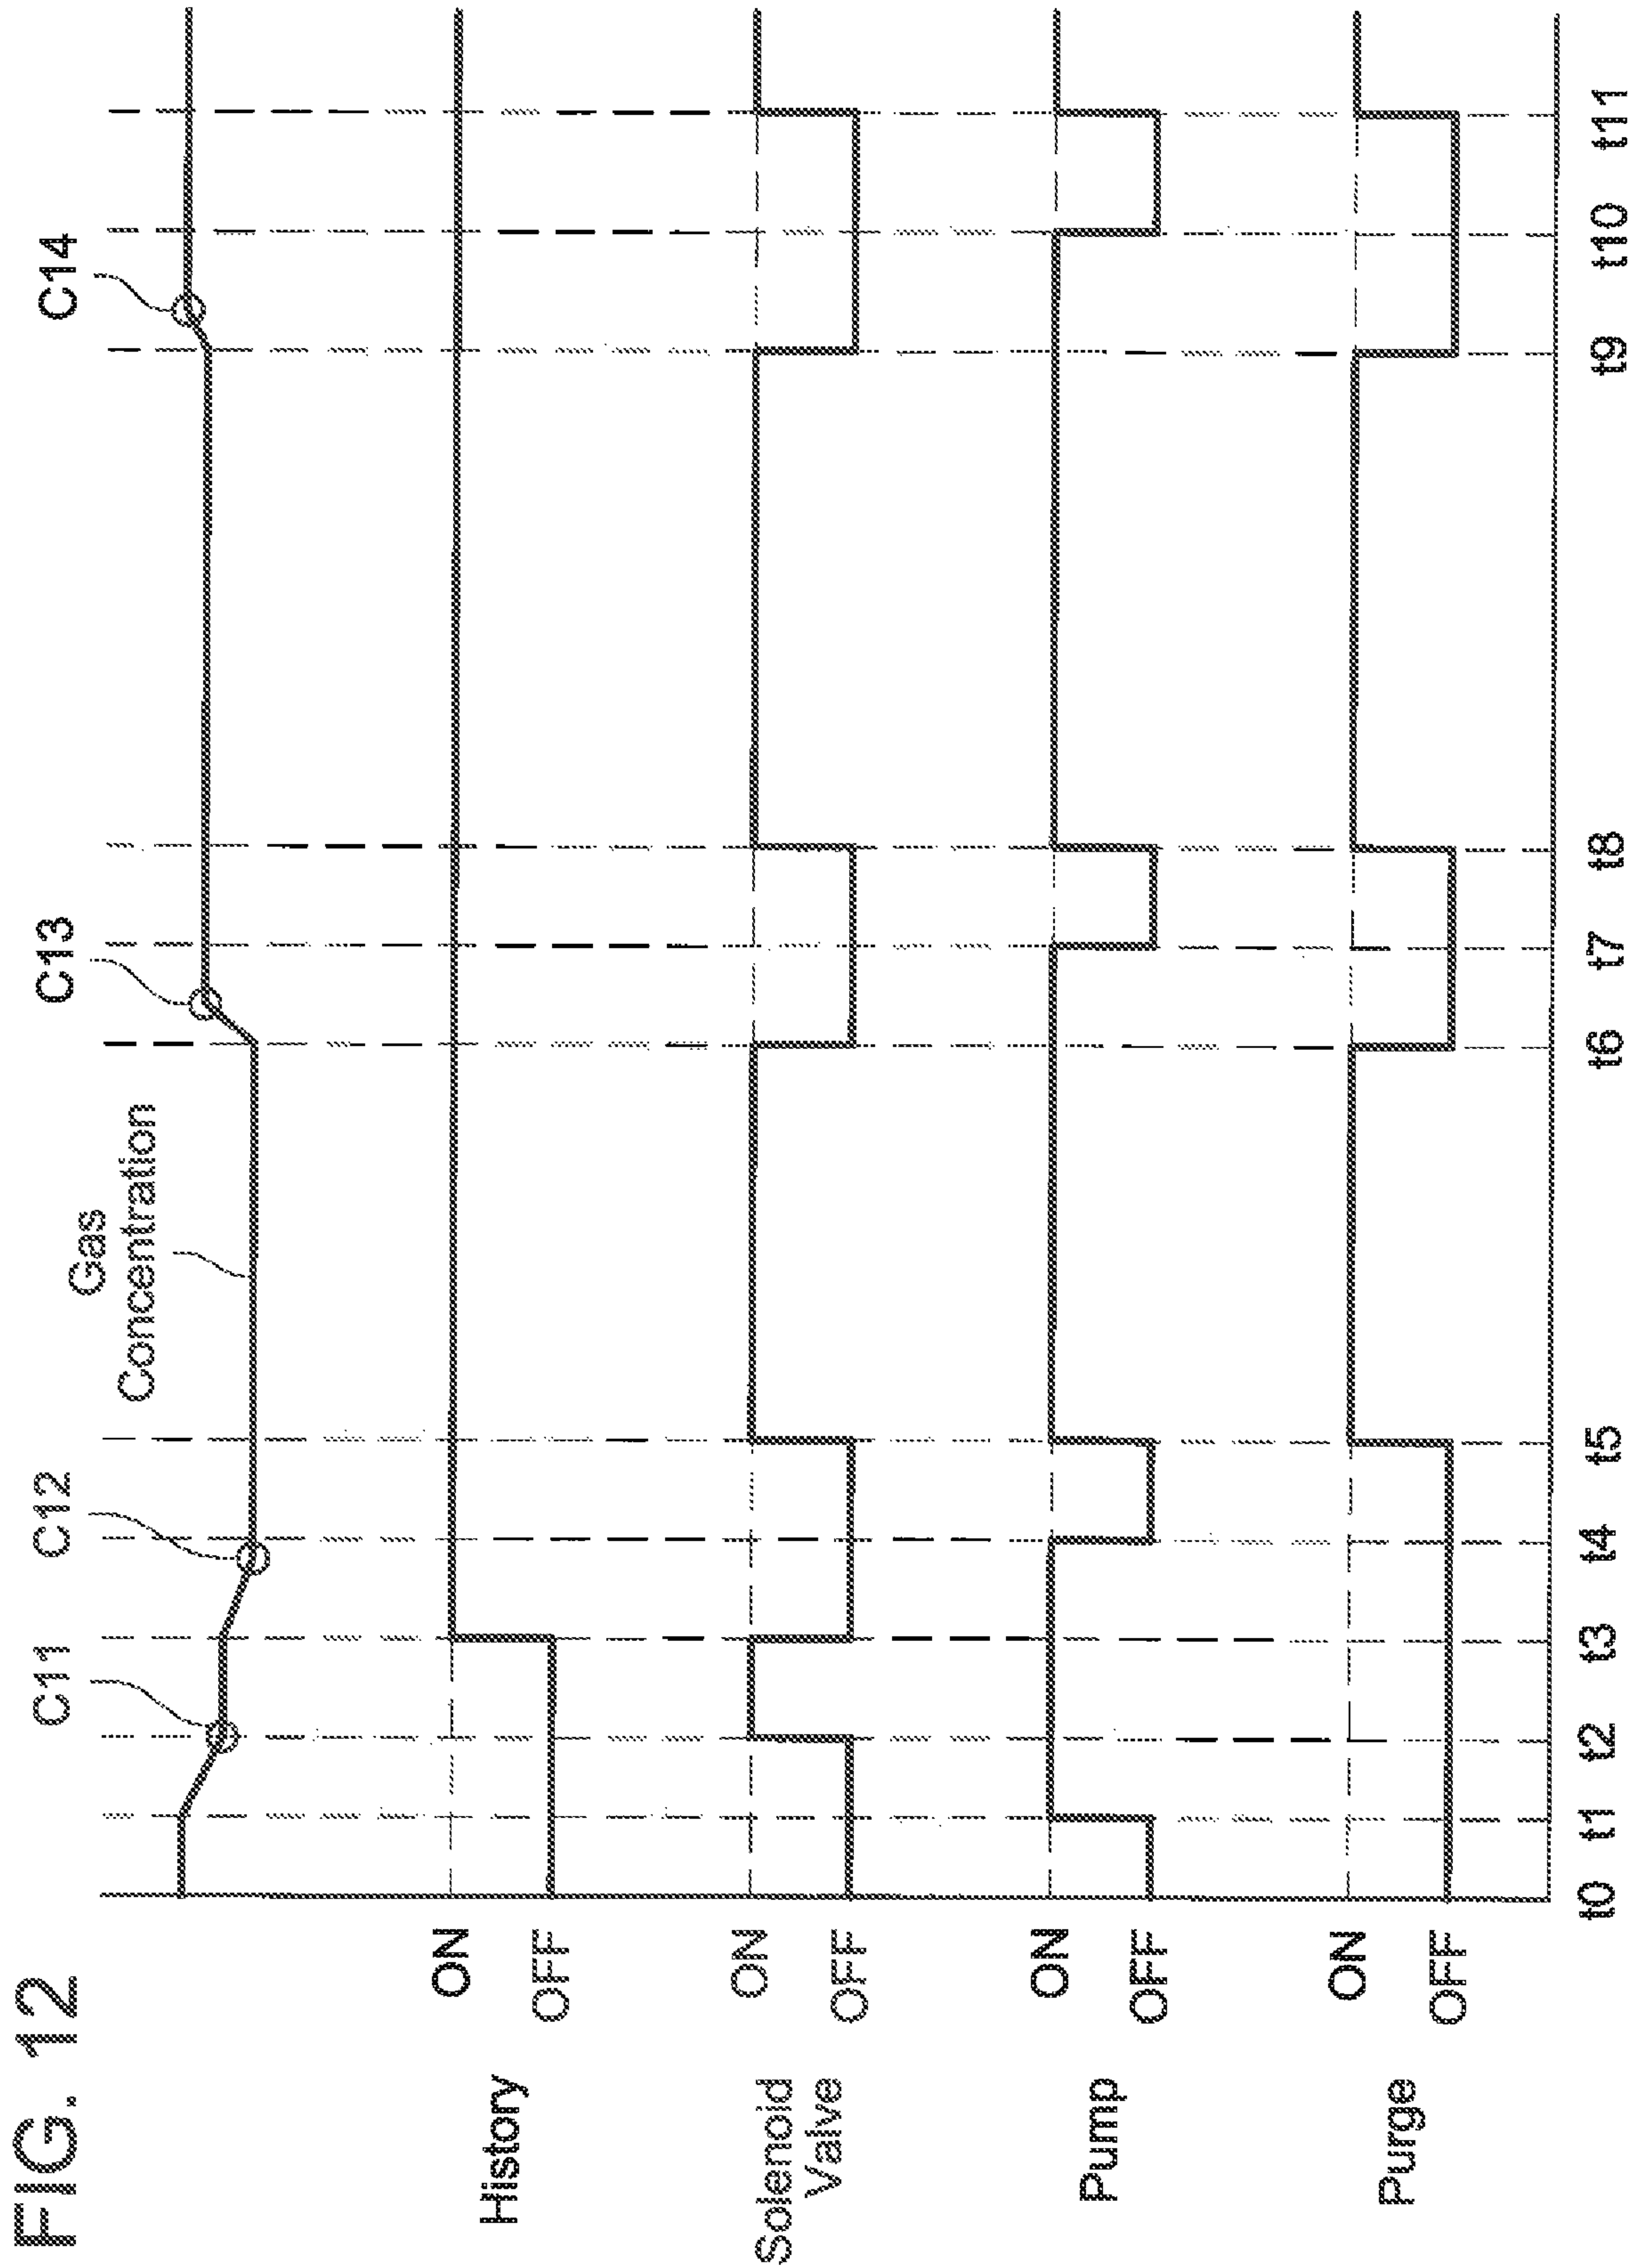 FIG. 12
C11
C12
Gas
Concentration
C13
C14
History
ON
OFF
Solenoid
Valve
ON
OFF
Pump
ON
OFF
Purge
ON
OFF
t0 t1 t2 t3 t4 t5 t6 t7 t8 t9 t10 t11